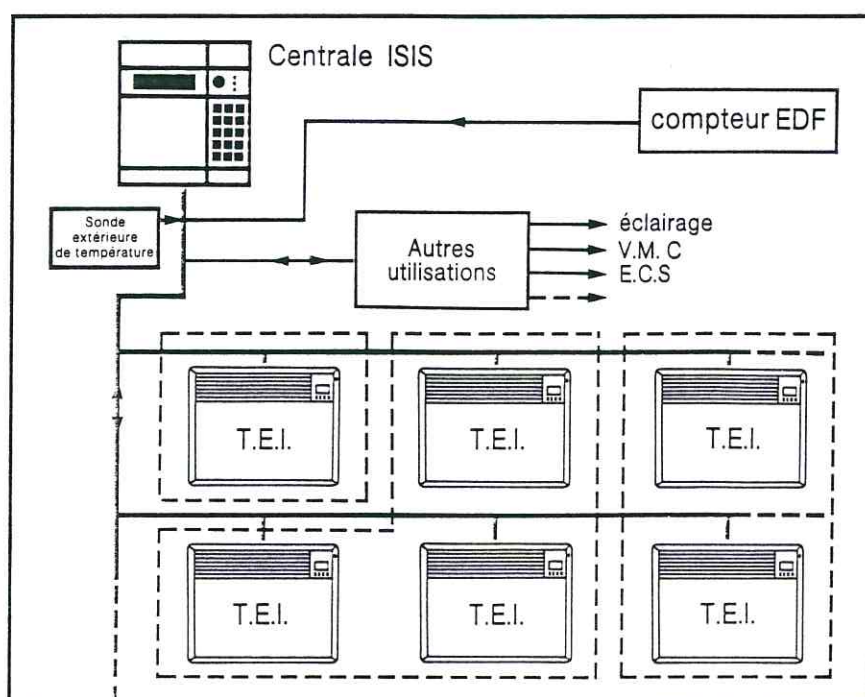 Centrale ISIS
compteur EDF
Sonde
extérieure
de température
Autres
utilisations
éclairage
V.M. C
E.C.S
T.E.I.
T.E.I.
T.E.I.
T.E.I.
T.E.I.
T.E.I.